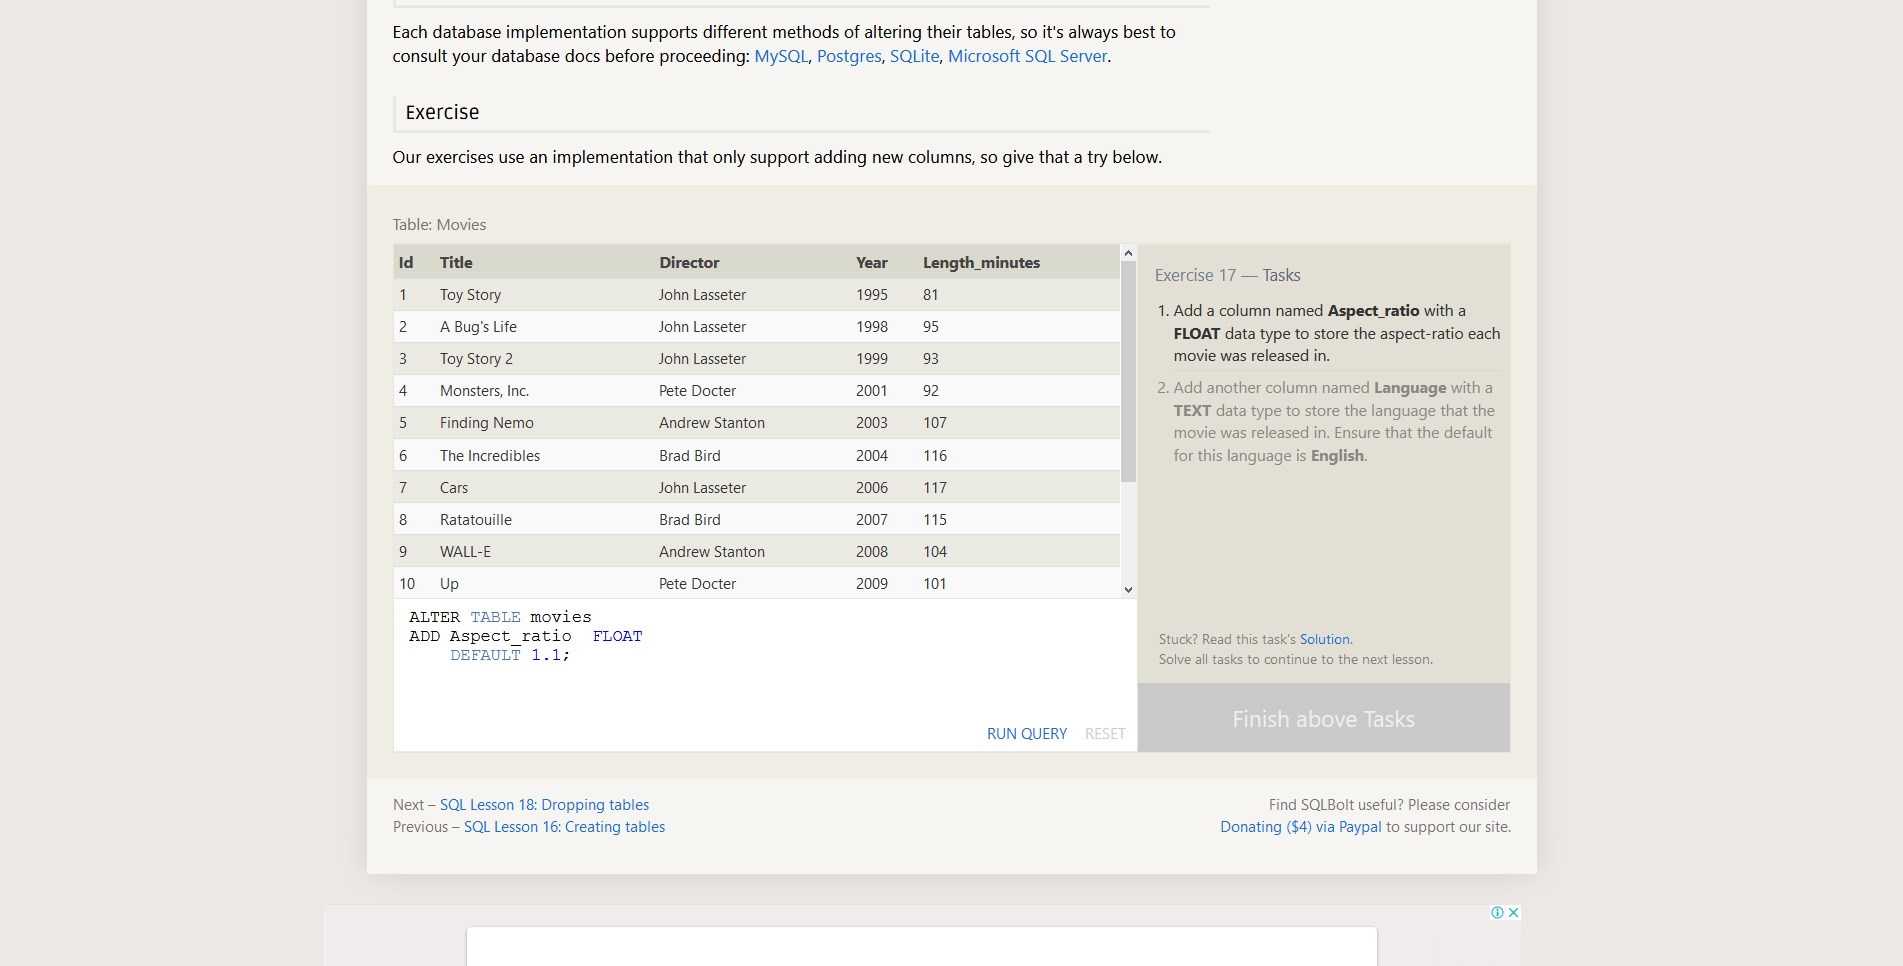 Each database implementation supports different methods of altering their tables, so it's always best to
consult your database docs before proceeding: MySQL, Postgres, SQLite, Microsoft SQL Server.
Exercise
Our exercises use an implementation that only support adding new columns, so give that a try below.
Table: Movies
Id Title Director Year Length_minutes
1 Toy Story John Lasseter 1995 81
2 A Bug's Life John Lasseter 1998 95
3 Toy Story 2 John Lasseter 1999 93
4 Monsters, Inc. Pete Docter 2001 92
5 Finding Nemo Andrew Stanton 2003 107
6 The Incredibles Brad Bird 2004 116
7 Cars John Lasseter 2006 117
8 Ratatouille Brad Bird 2007 115
9 WALL-E Andrew Stanton 2008 104
10 Up Pete Docter 2009 101
ALTER TABLE movies
ADD Aspect_ratio  FLOAT
    DEFAULT 1.1;
RUN QUERY RESET
Exercise 17 — Tasks
1. Add a column named Aspect_ratio with a
FLOAT data type to store the aspect-ratio each
movie was released in.
2. Add another column named Language with a
TEXT data type to store the language that the
movie was released in. Ensure that the default
for this language is English.
Stuck? Read this task's Solution.
Solve all tasks to continue to the next lesson.
Finish above Tasks
Next – SQL Lesson 18: Dropping tables
Previous – SQL Lesson 16: Creating tables
Find SQLBolt useful? Please consider
Donating ($4) via Paypal to support our site.